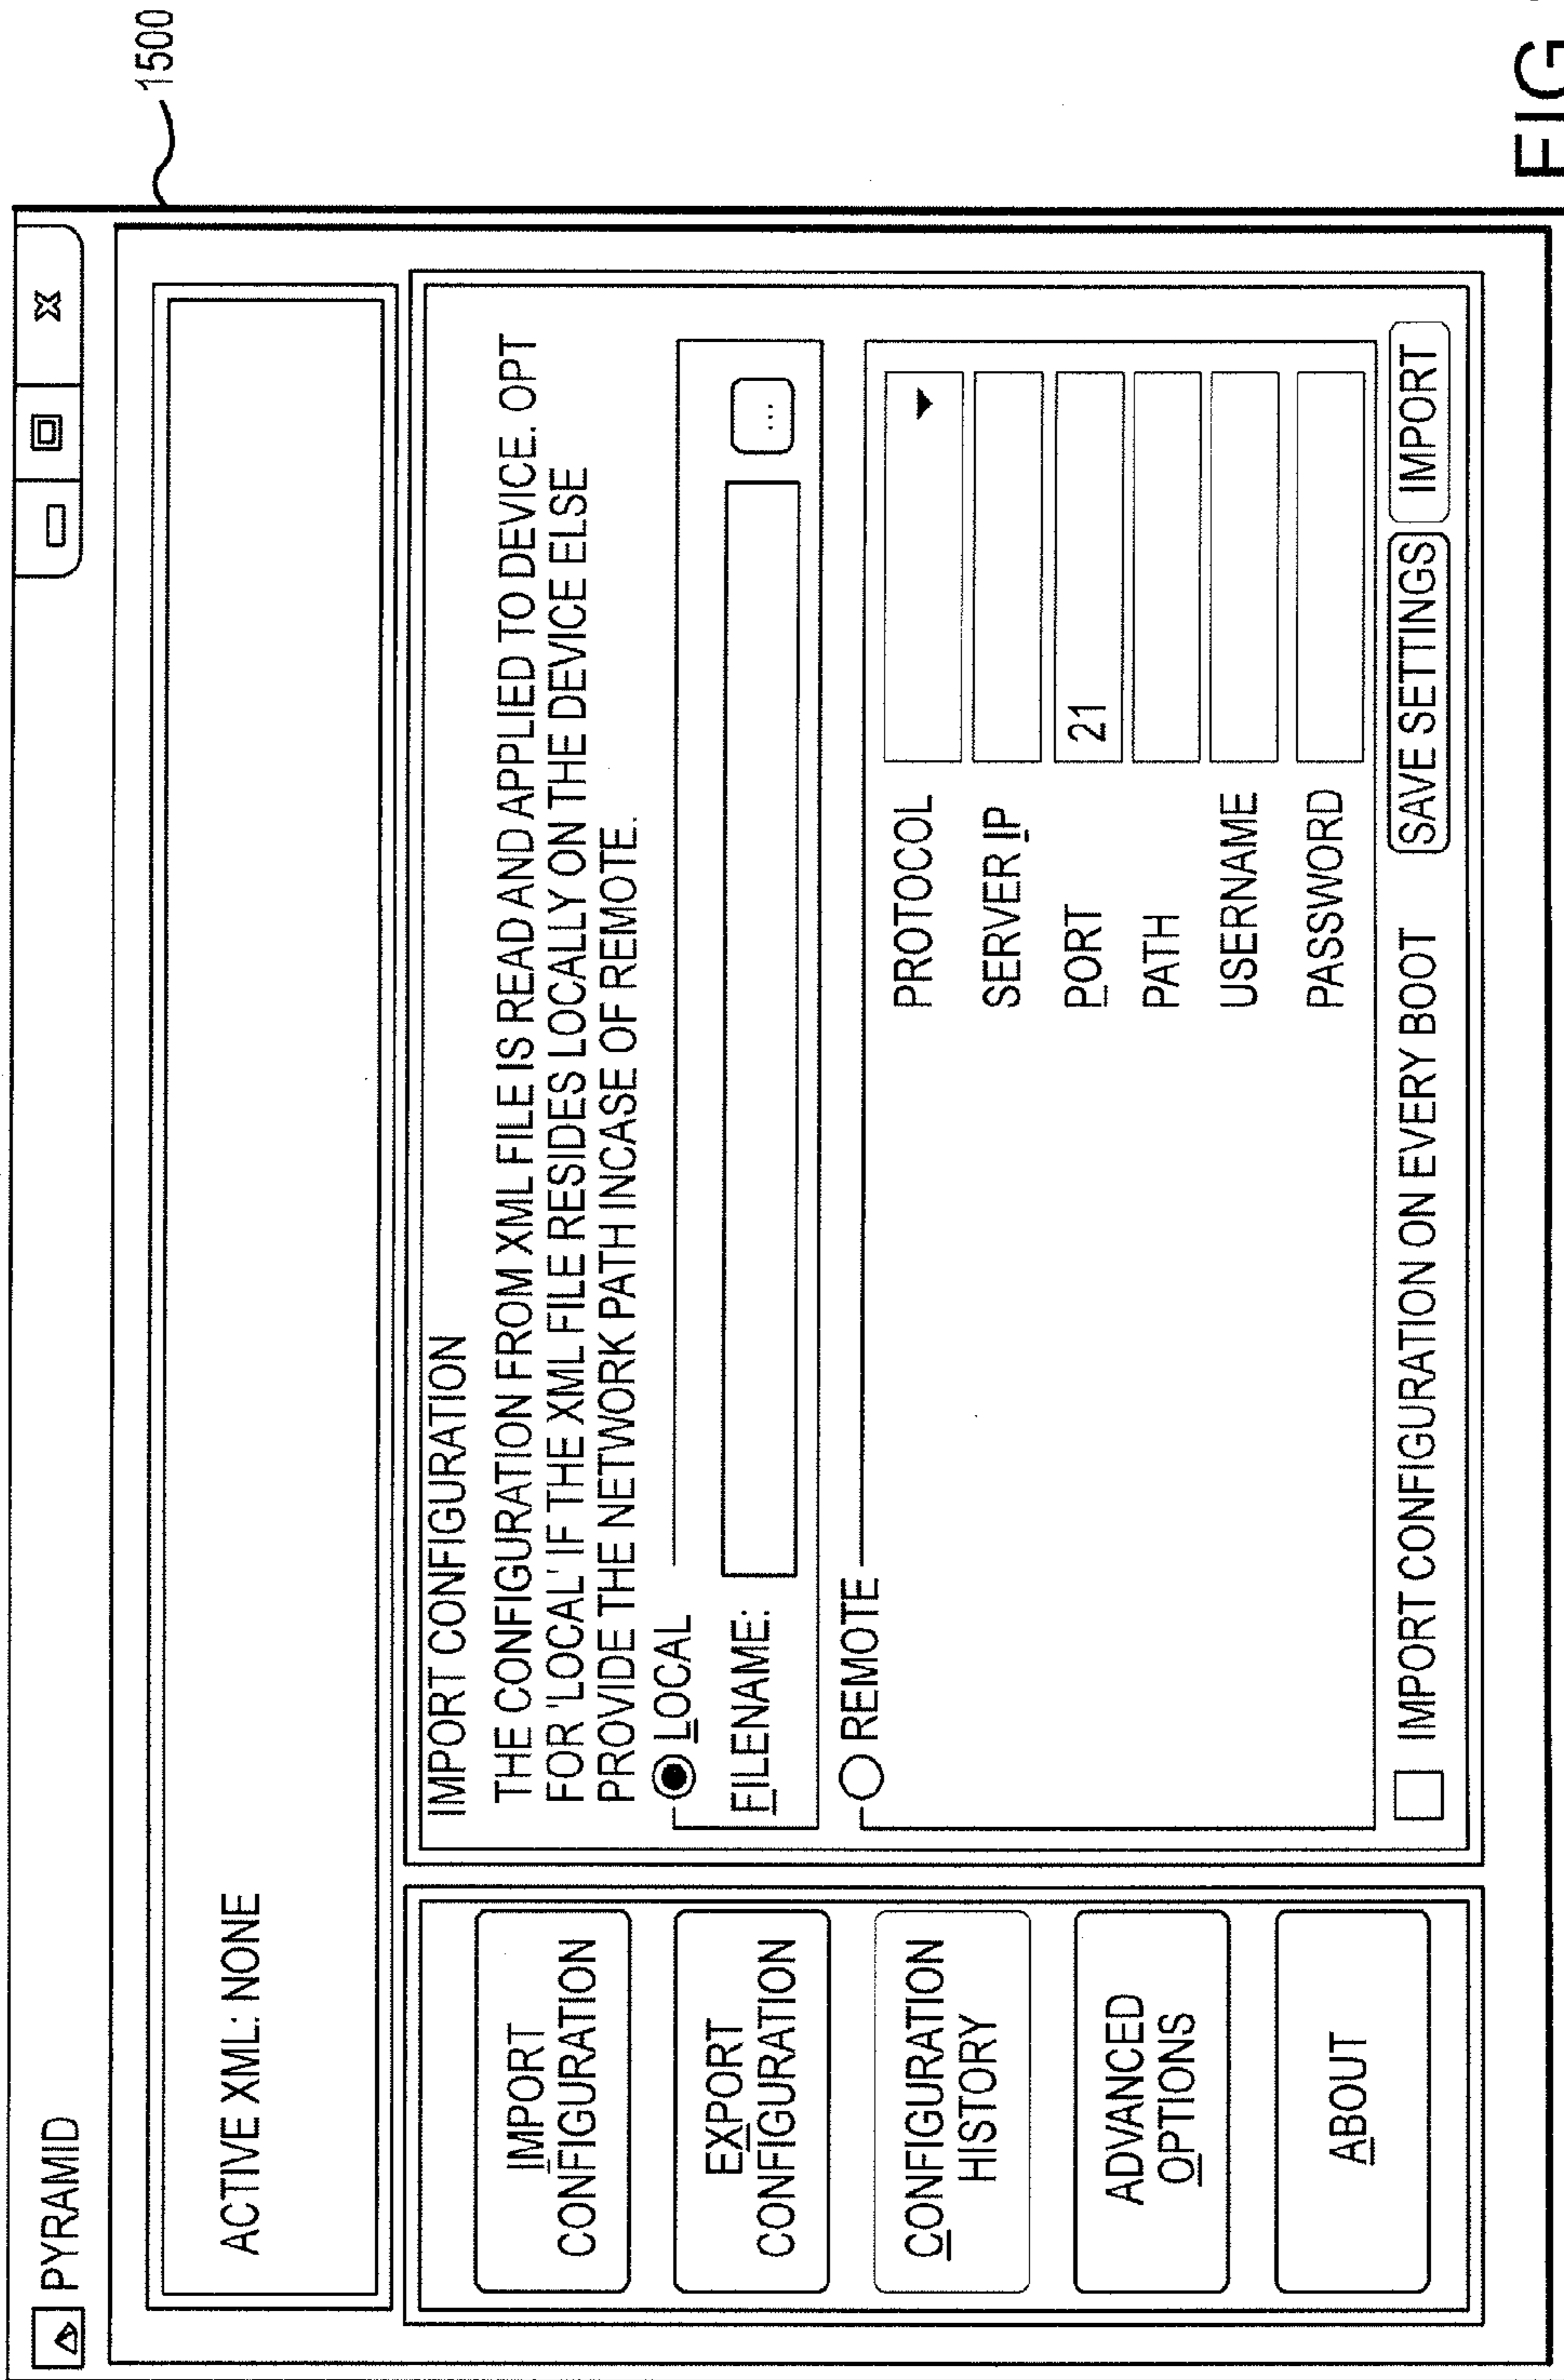 1500
PYRAMID
X
ACTIVE XML: NONE
IMPORT
CONFIGURATION
EXPORT
CONFIGURATION
CONFIGURATION
HISTORY
ADVANCED
OPTIONS
ABOUT
IMPORT CONFIGURATION
THE CONFIGURATION FROM XML FILE IS READ AND APPLIED TO DEVICE. OPT
FOR 'LOCAL' IF THE XML FILE RESIDES LOCALLY ON THE DEVICE ELSE
PROVIDE THE NETWORK PATH INCASE OF REMOTE.
LOCAL
FILENAME:
...
REMOTE
PROTOCOL
SERVER IP
PORT 21
PATH
USERNAME
PASSWORD
IMPORT CONFIGURATION ON EVERY BOOT SAVE SETTINGS IMPORT
FIG